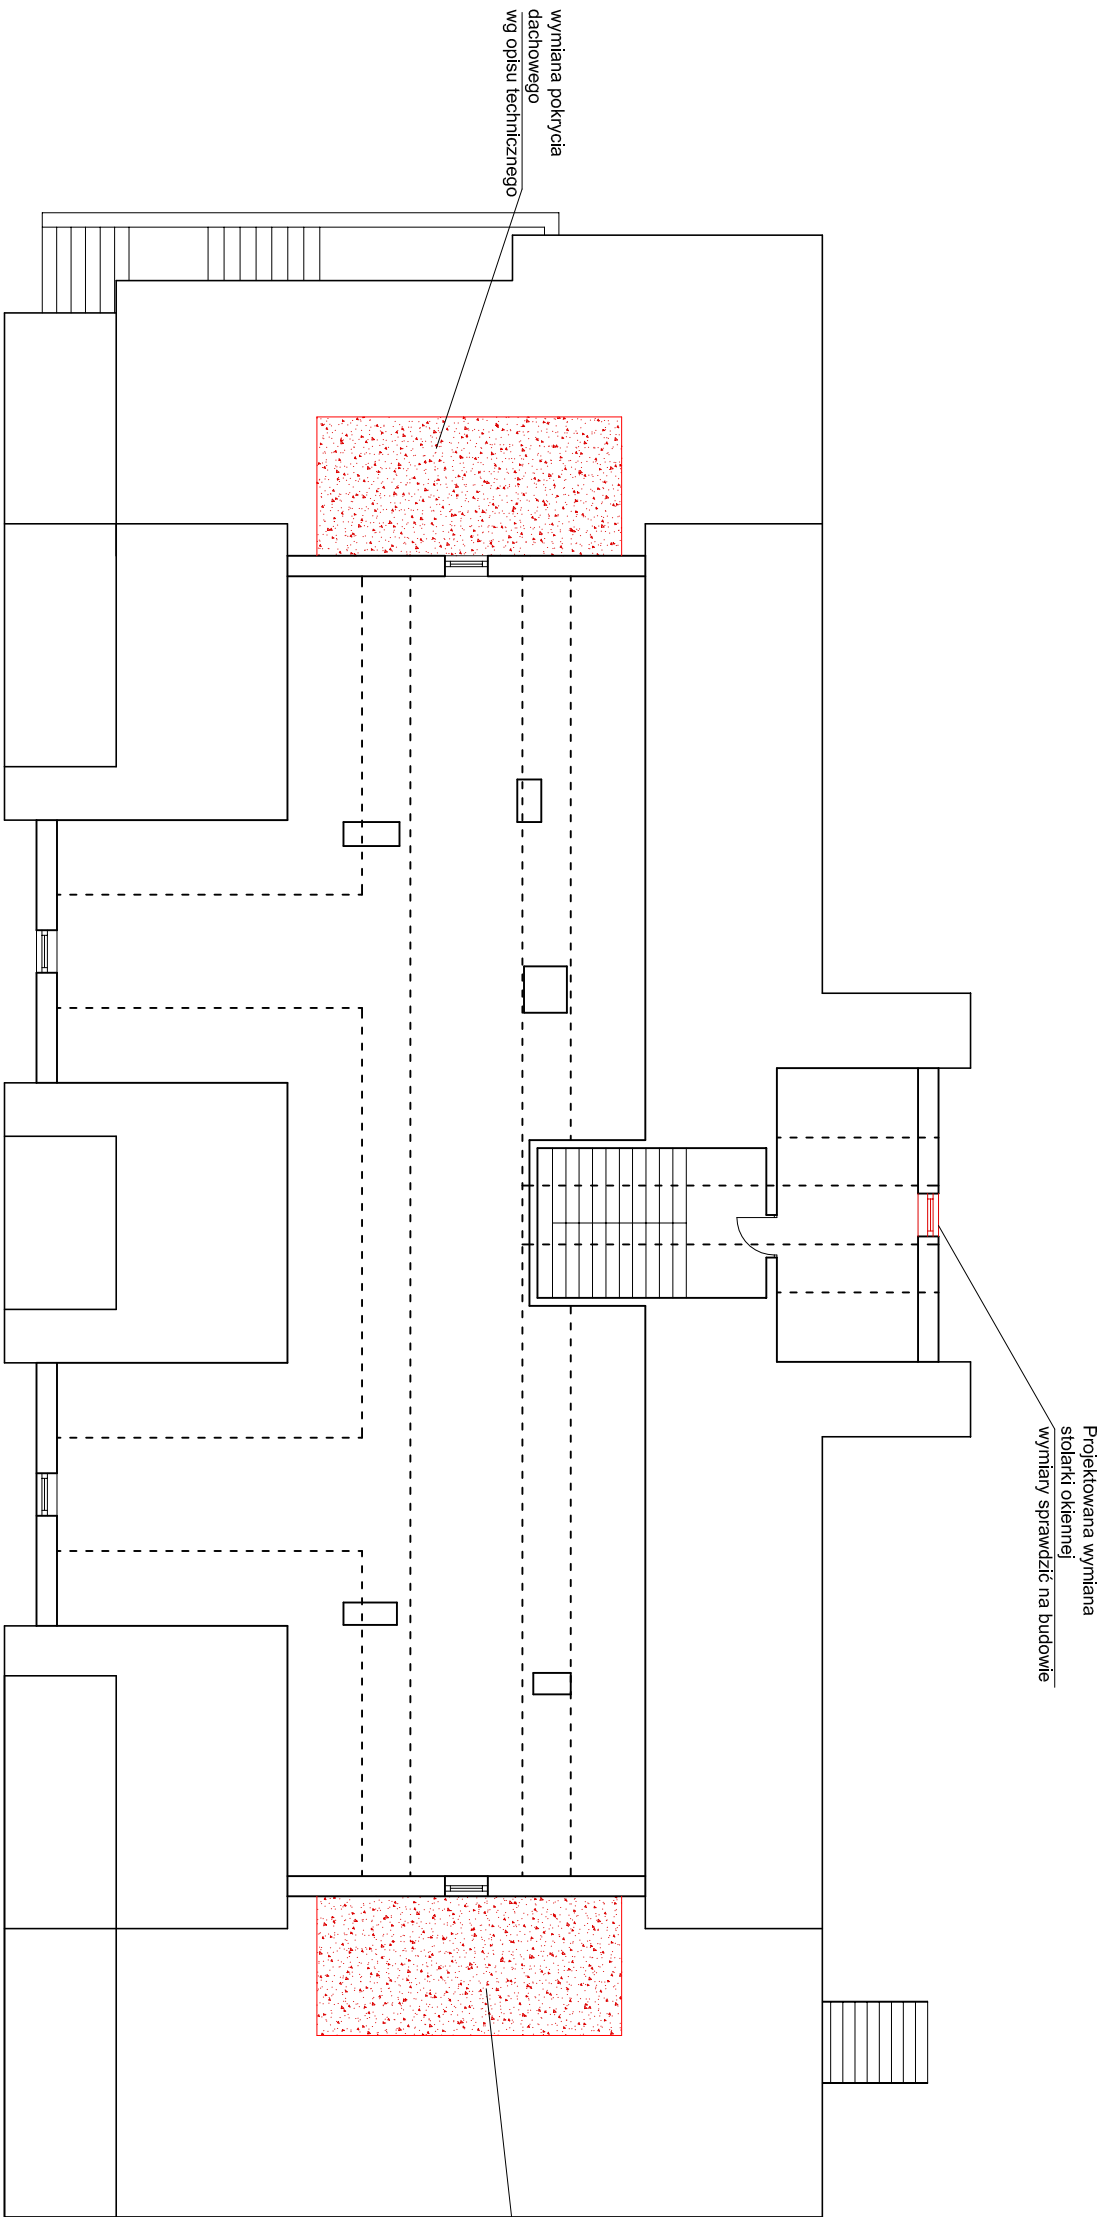 wymiana pokrycia
dachowego
wg opisu technicznego
Projektowana wymiana
stolarki okiennej
wymiary sprawdzić na budowie